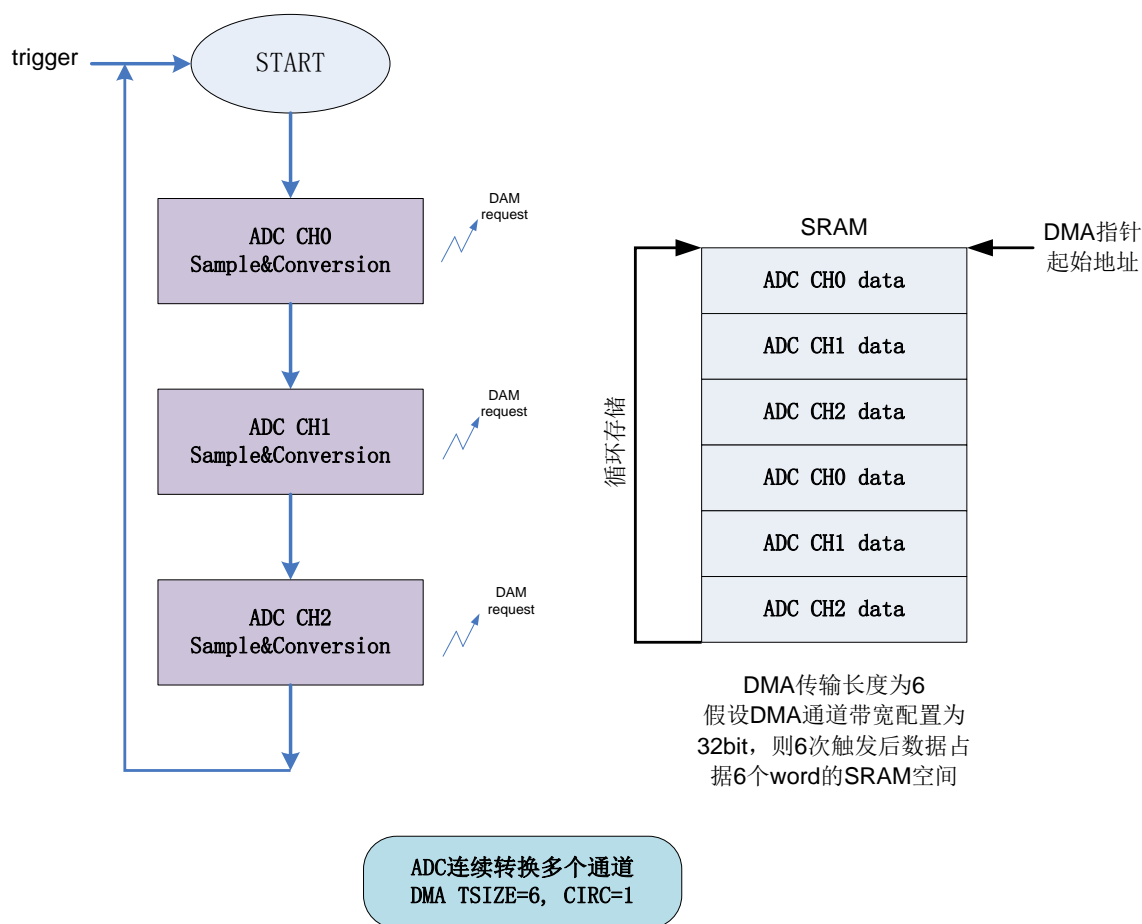 trigger
START
ADC CH0
Sample&Conversion
DAM
request
ADC CH1
Sample&Conversion
DAM
request
ADC CH2
Sample&Conversion
DAM
request
SRAM
DMA指针
起始地址
ADC CH0 data
ADC CH1 data
ADC CH2 data
ADC CH0 data
ADC CH1 data
ADC CH2 data
循环存储
DMA传输长度为6
假设DMA通道带宽配置为
32bit，则6次触发后数据占
据6个word的SRAM空间
ADC连续转换多个通道
DMA TSIZE=6, CIRC=1